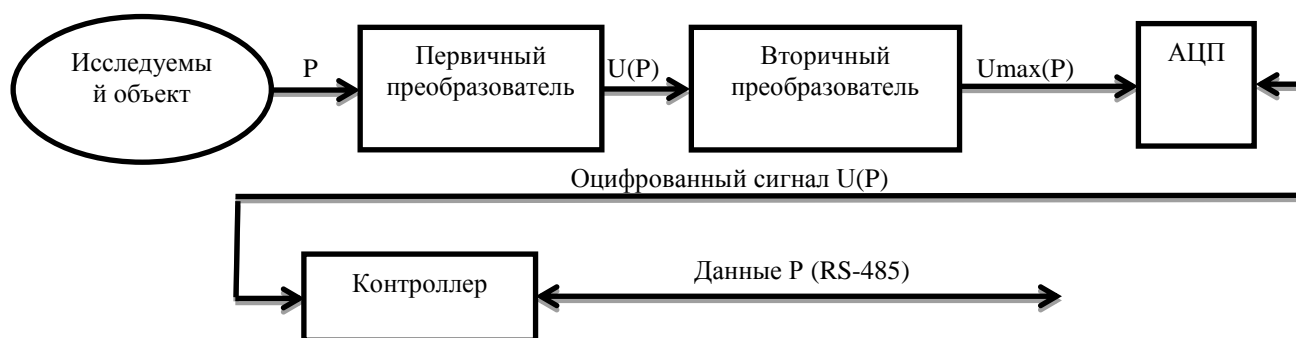 Исследуемы
й объект
P
Первичный
преобразователь
U(P)
Вторичный
преобразователь
Umax(P)
АЦП
Оцифрованный сигнал U(P)
Контроллер
Данные P (RS-485)